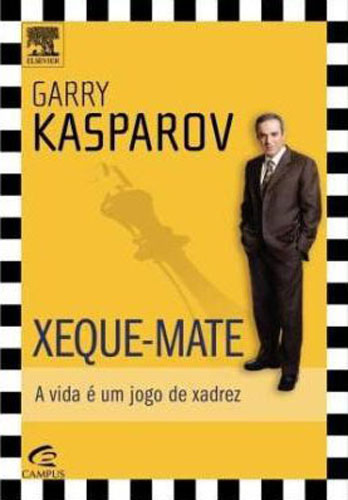 ELSEVIER
GARRY
KASPAROV
XEQUE-MATE
A vida é um jogo de xadrez
CAMPUS